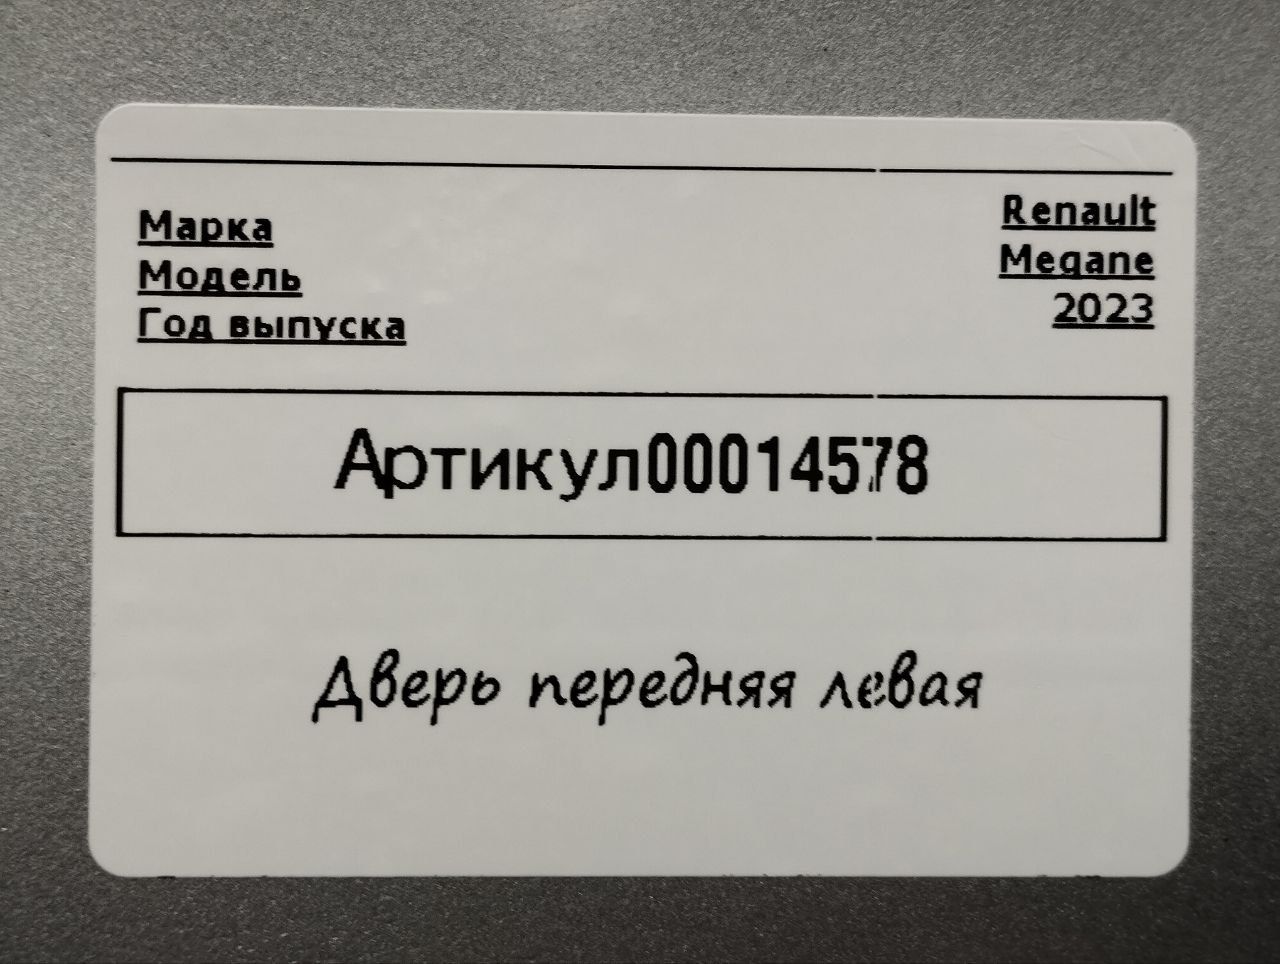 Марка Renault
Модель Megane
Год выпуска 2023
Артикул00014578
Дверь передняя левая